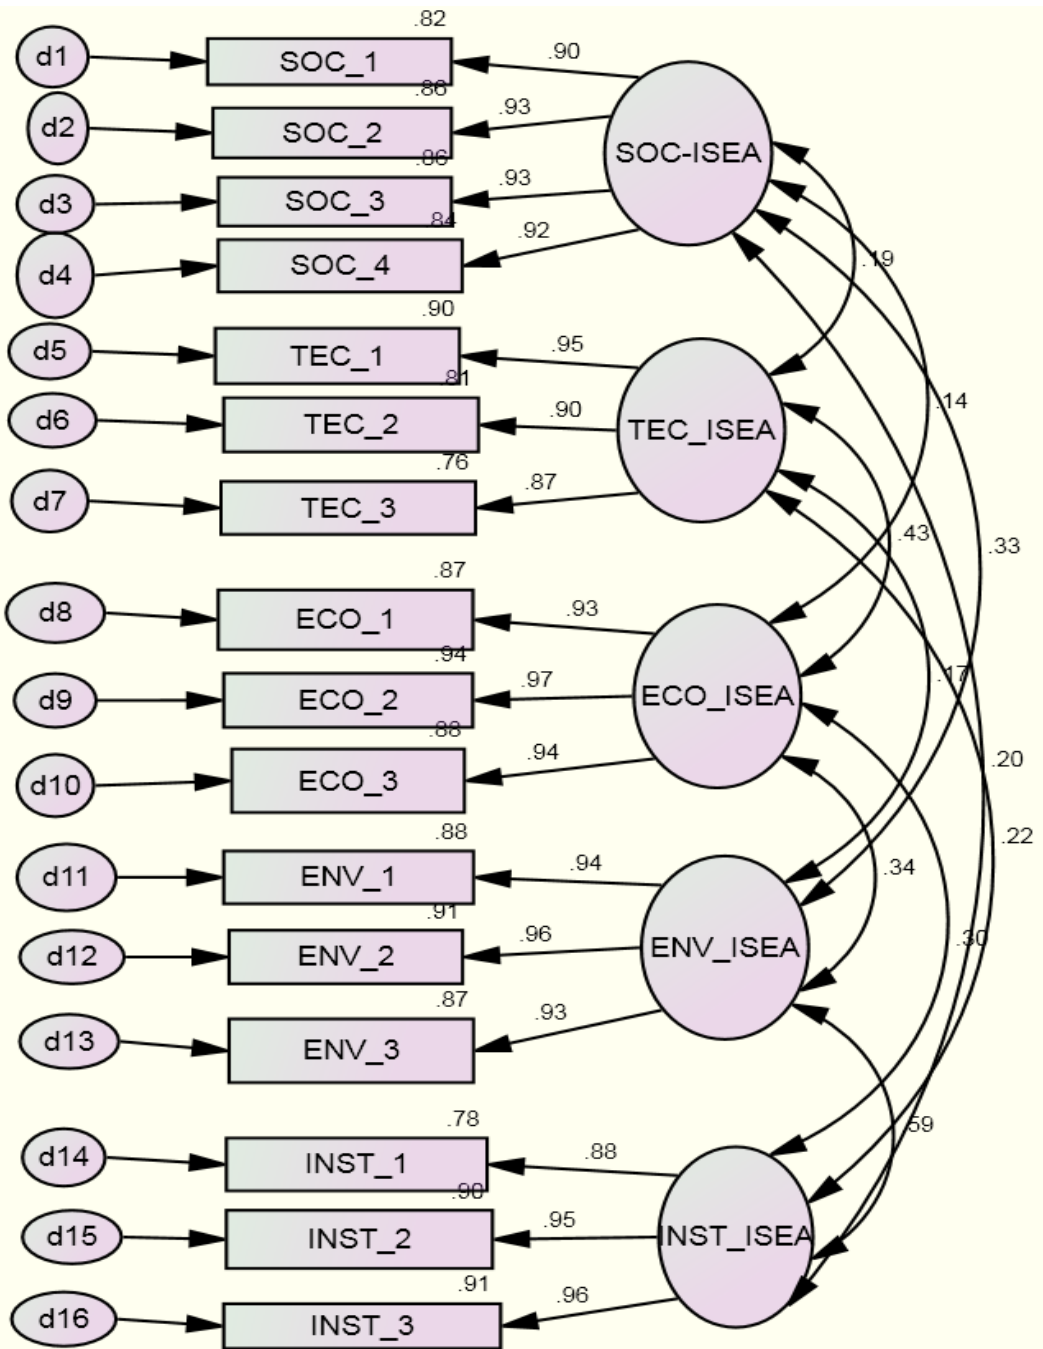 .82
d1 SOC_1 .90
.86
d2 SOC_2 .93
SOC-ISEA
.86
d3 SOC_3 .93
.84
d4 SOC_4 .92
.19
.90
d5 TEC_1 .95
.81
d6 TEC_2 .90 TEC_ISEA
.14
.76
d7 TEC_3 .87
.43
.33
.87
d8 ECO_1 .93
.94
d9 ECO_2 .97 ECO_ISEA
.17
.88
d10 ECO_3 .94
.20
.88
.22
d11 ENV_1 .94
.34
.91
d12 ENV_2 .96 ENV_ISEA
.30
.87
d13 ENV_3 .93
.78
.59
d14 INST_1 .88
.90
d15 INST_2 .95 INST_ISEA
.91
d16 INST_3 .96